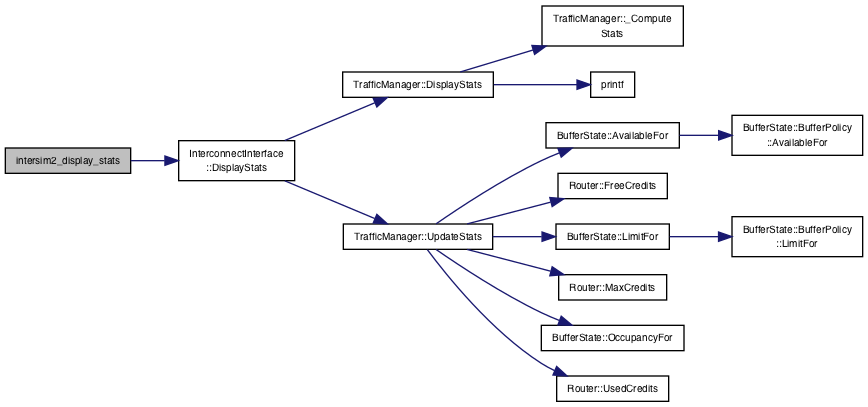 intersim2_display_stats
InterconnectInterface
::DisplayStats
TrafficManager::DisplayStats
TrafficManager::_Compute
Stats
printf
TrafficManager::UpdateStats
BufferState::AvailableFor
BufferState::BufferPolicy
::AvailableFor
Router::FreeCredits
BufferState::LimitFor
BufferState::BufferPolicy
::LimitFor
Router::MaxCredits
BufferState::OccupancyFor
Router::UsedCredits